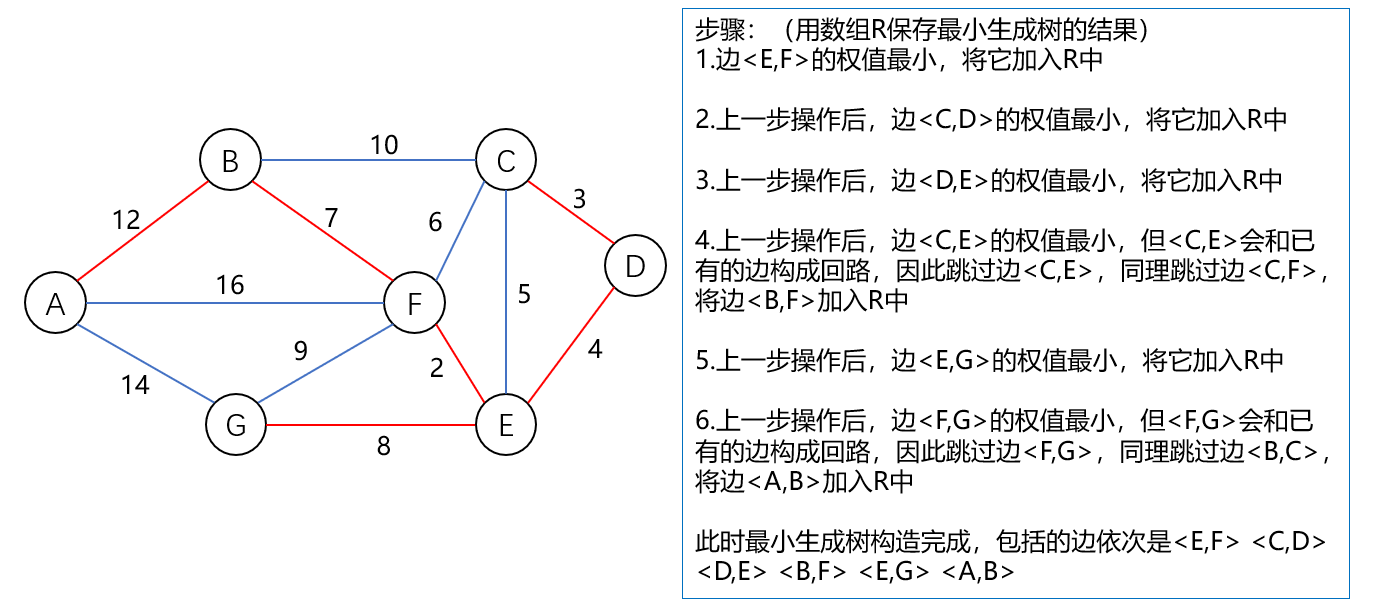 10
B
C
3
12
7
6
D
16
A
F
5
9
4
2
14
G
E
8
步骤：（用数组R保存最小生成树的结果）
1.边<E,F>的权值最小，将它加入R中
2.上一步操作后，边<C,D>的权值最小，将它加入R中
3.上一步操作后，边<D,E>的权值最小，将它加入R中
4.上一步操作后，边<C,E>的权值最小，但<C,E>会和已
有的边构成回路，因此跳过边<C,E>，同理跳过边<C,F>，
将边<B,F>加入R中
5.上一步操作后，边<E,G>的权值最小，将它加入R中
6.上一步操作后，边<F,G>的权值最小，但<F,G>会和已
有的边构成回路，因此跳过边<F,G>，同理跳过边<B,C>，
将边<A,B>加入R中
此时最小生成树构造完成，包括的边依次是<E,F> <C,D>
<D,E> <B,F> <E,G> <A,B>